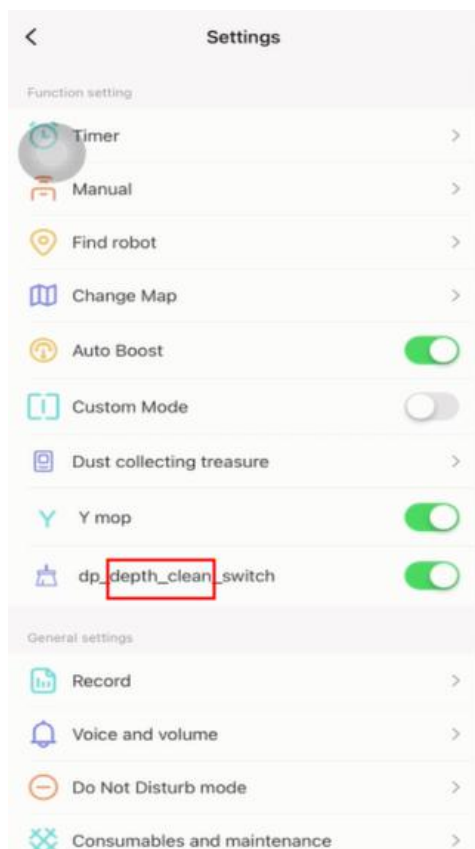 Settings
Function setting
Timer
Manual
Find robot
Change Map
Auto Boost
Custom Mode
Dust collecting treasure
Y mop
dp_depth_clean_switch
General settings
Record
Voice and volume
Do Not Disturb mode
Consumables and maintenance